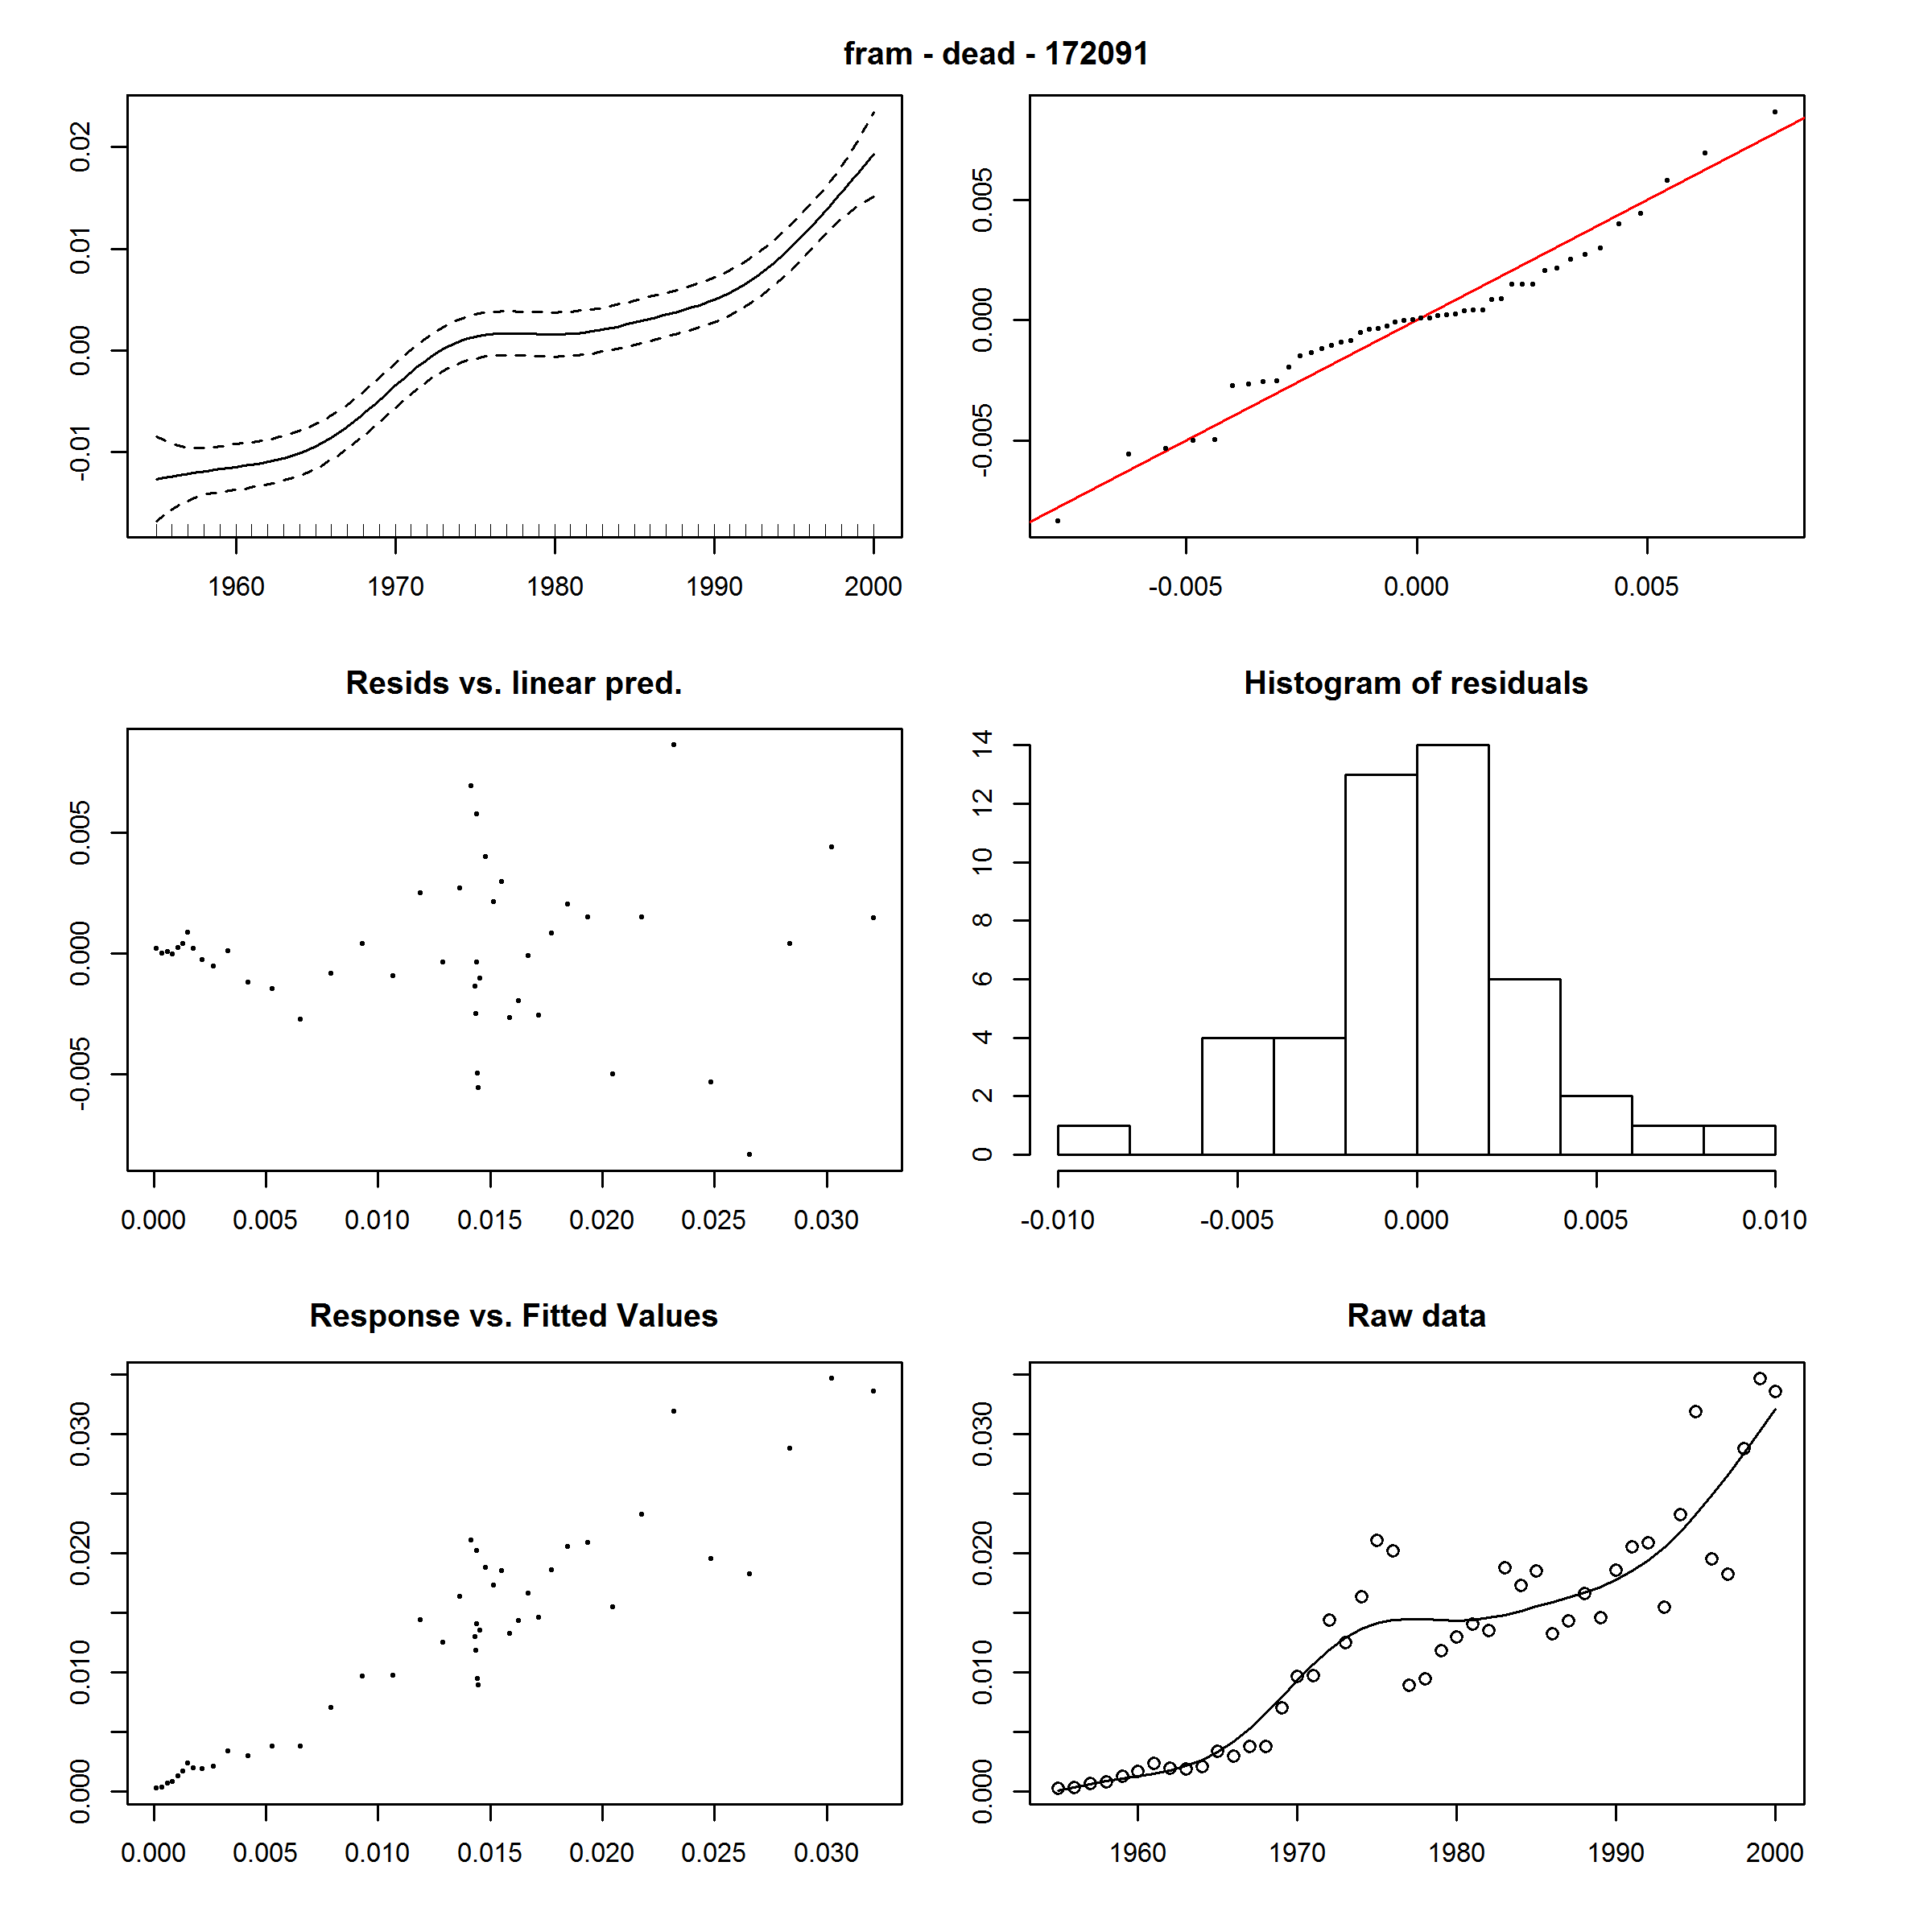 fram - dead - 172091
0.02
0.01
0.00
-0.01
1960 1970 1980 1990 2000
0.005
0.000
-0.005
-0.005 0.000 0.005
Resids vs. linear pred.
0.005
0.000
-0.005
0.000 0.005 0.010 0.015 0.020 0.025 0.030
Histogram of residuals
14
12
10
8
6
4
2
0
-0.010 -0.005 0.000 0.005 0.010
Response vs. Fitted Values
0.030
0.020
0.010
0.000
0.000 0.005 0.010 0.015 0.020 0.025 0.030
Raw data
0.030
0.020
0.010
0.000
1960 1970 1980 1990 2000